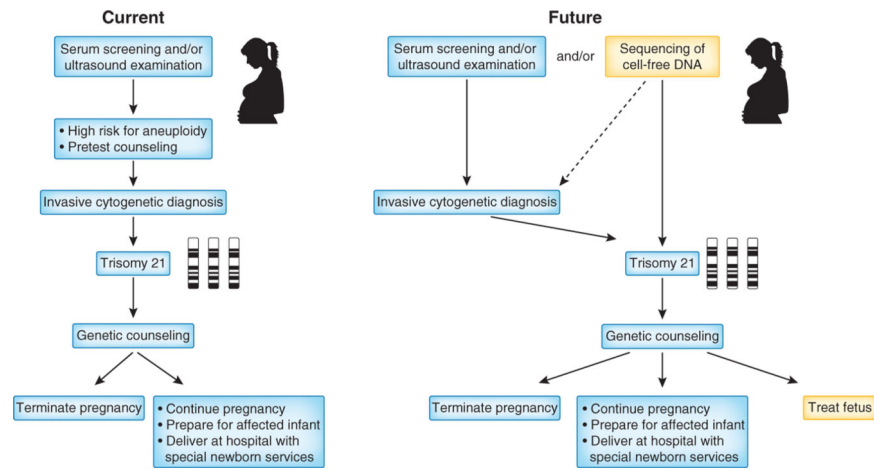 Current
Serum screening and/or
ultrasound examination
• High risk for aneuploidy
• Pretest counseling
Invasive cytogenetic diagnosis
Trisomy 21
Genetic counseling
Terminate pregnancy
• Continue pregnancy
• Prepare for affected infant
• Deliver at hospital with
special newborn services
Future
Serum screening and/or
ultrasound examination
and/or
Sequencing of
cell-free DNA
Invasive cytogenetic diagnosis
Trisomy 21
Genetic counseling
Terminate pregnancy
• Continue pregnancy
• Prepare for affected infant
• Deliver at hospital with
special newborn services
Treat fetus